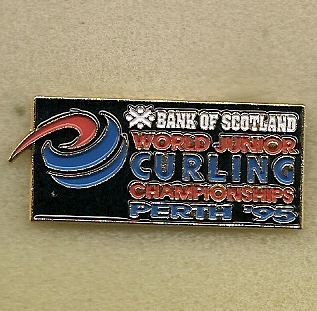 BANK OF SCOTLAND
WORLD JUNIOR
CURLING
CHAMPIONSHIPS
PERTH '95